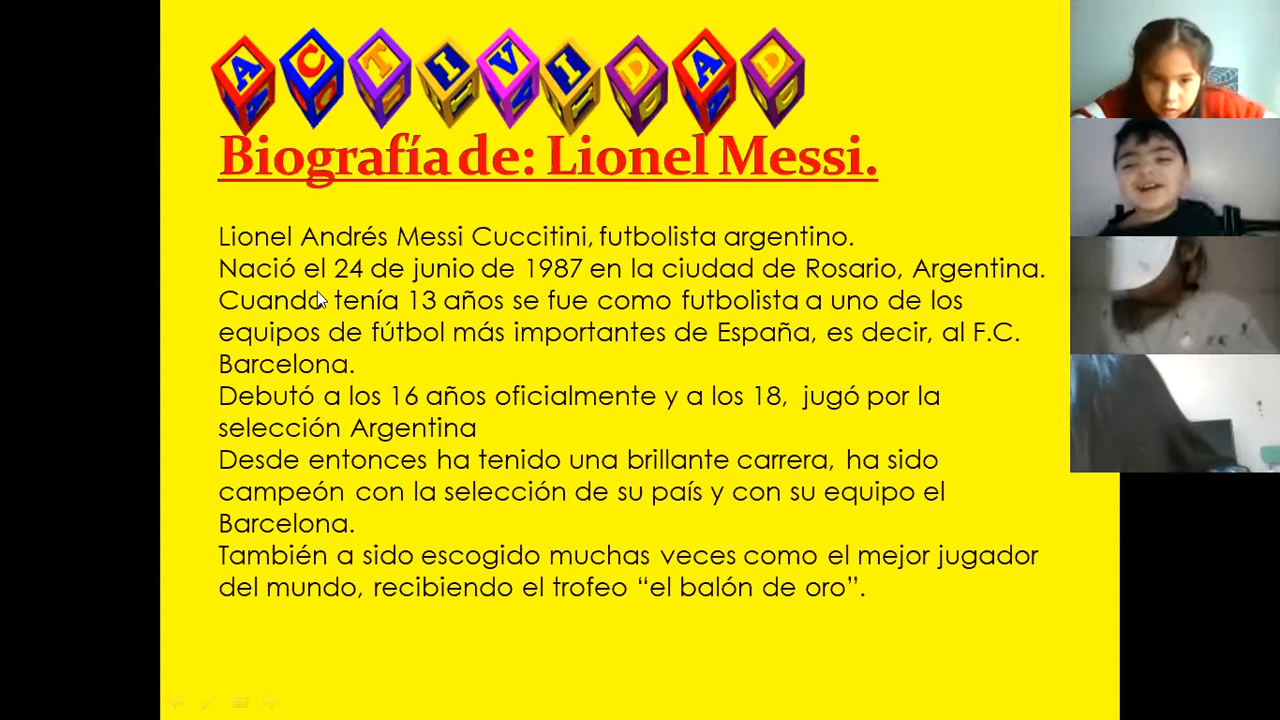 ACTIVIDAD
Biografía de: Lionel Messi.
Lionel Andrés Messi Cuccitini, futbolista argentino.
Nació el 24 de junio de 1987 en la ciudad de Rosario, Argentina.
Cuando tenía 13 años se fue como futbolista a uno de los
equipos de fútbol más importantes de España, es decir, al F.C.
Barcelona.
Debutó a los 16 años oficialmente y a los 18, jugó por la
selección Argentina
Desde entonces ha tenido una brillante carrera, ha sido
campeón con la selección de su país y con su equipo el
Barcelona.
También a sido escogido muchas veces como el mejor jugador
del mundo, recibiendo el trofeo “el balón de oro”.